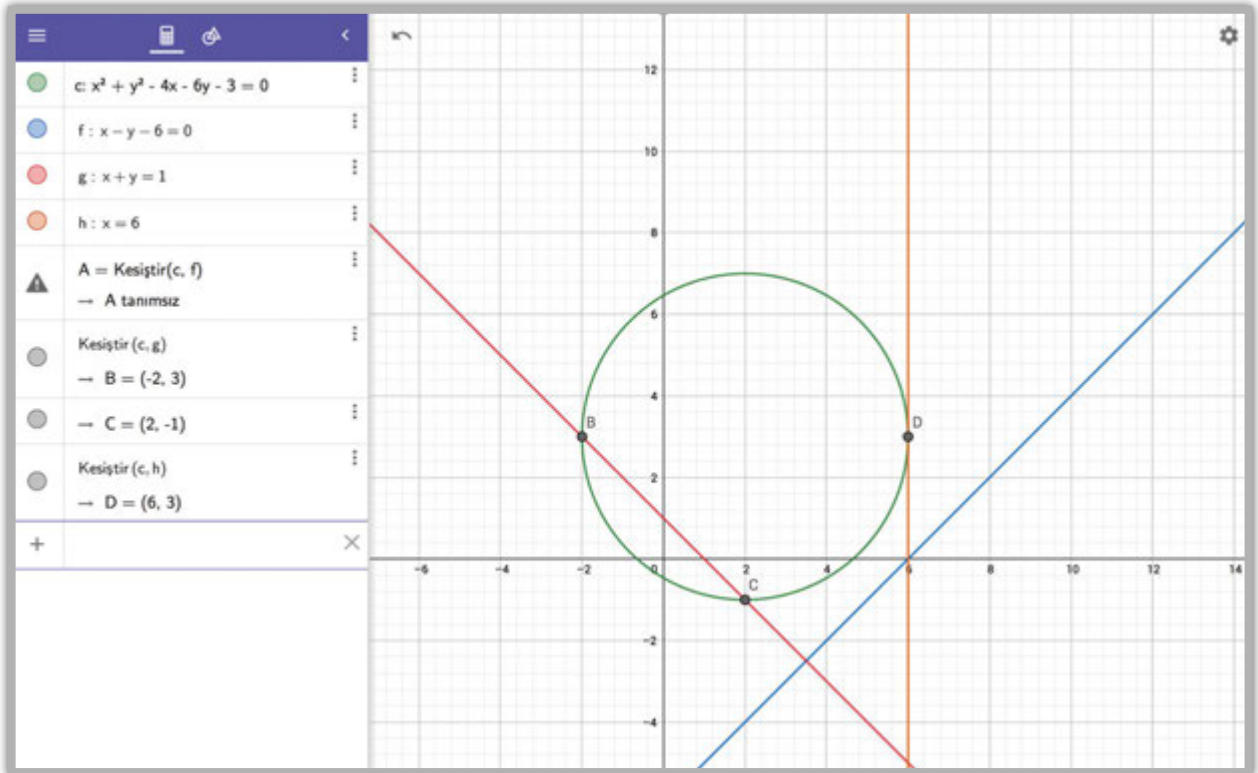 c: x² + y² - 4x - 6y - 3 = 0
f : x − y − 6 = 0
g : x + y = 1
h : x = 6
A = Kesiştir(c, f)
→ A tanımsız
Kesiştir(c, g)
→ B = (-2, 3)
→ C = (2, -1)
Kesiştir(c, h)
→ D = (6, 3)
12
10
8
6
4
2
-2
-4
-6
-4
-2
0
2
4
6
8
10
12
14
B
C
D